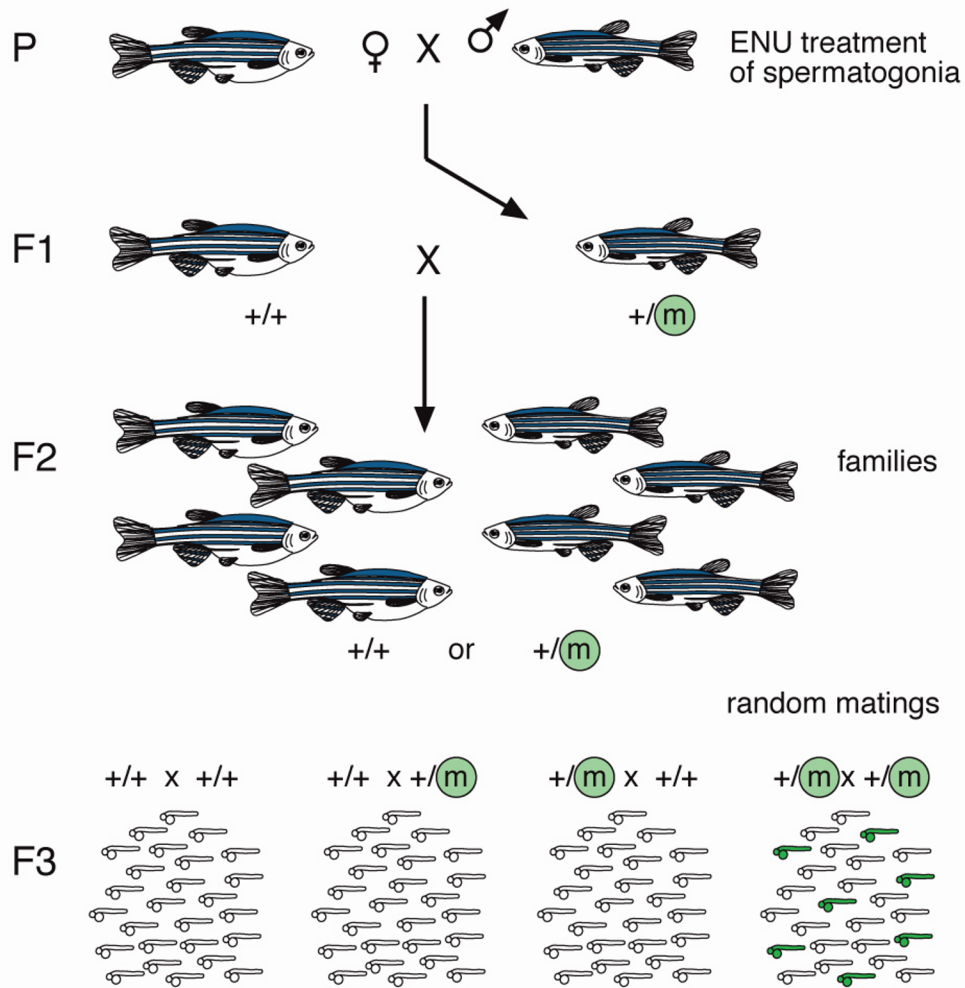 P ♀ X ♂ ENU treatment
of spermatogonia
F1 X
+/+ +/m
F2 families
+/+ or +/m
random matings
+/+ x +/+ +/+ x +/m +/m x +/+ +/m x +/m
F3